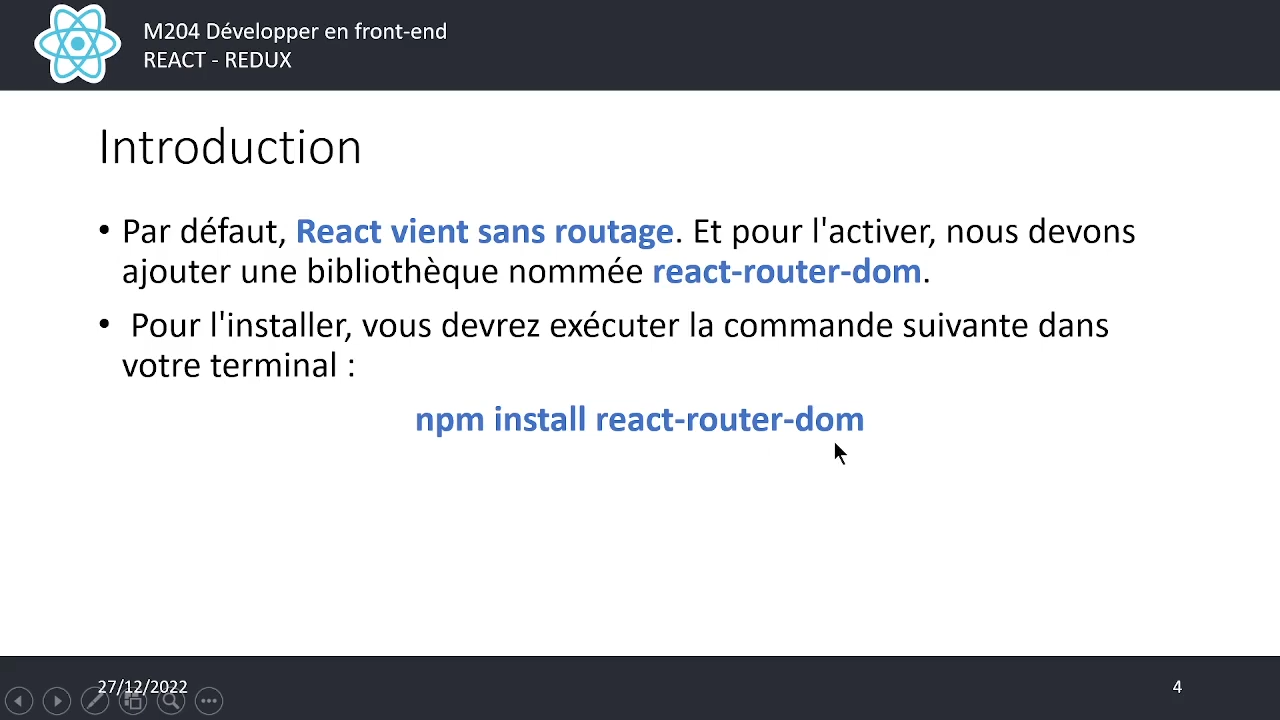 M204 Développer en front-end
REACT - REDUX
Introduction
• Par défaut, React vient sans routage. Et pour l'activer, nous devons
ajouter une bibliothèque nommée react-router-dom.
• Pour l'installer, vous devrez exécuter la commande suivante dans
votre terminal :
npm install react-router-dom
27/12/2022
4